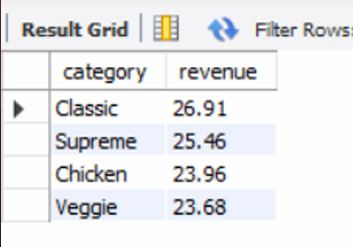 Result Grid Filter Rows:
category revenue
Classic 26.91
Supreme 25.46
Chicken 23.96
Veggie 23.68